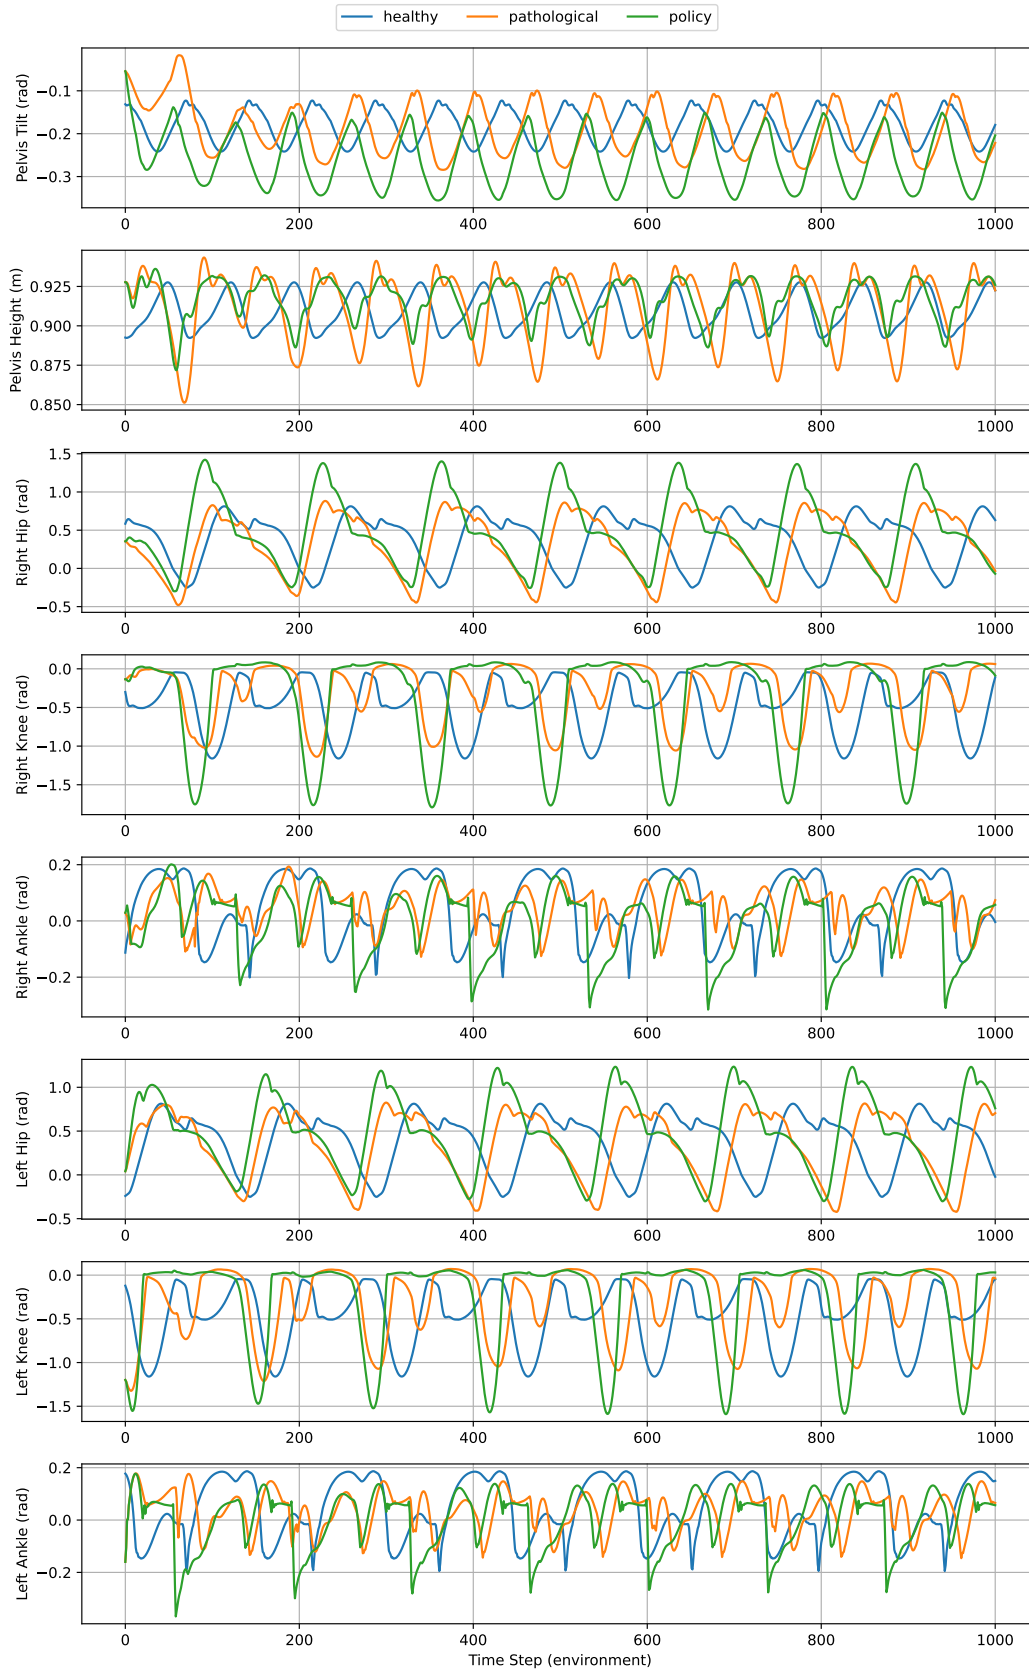 healthy pathological policy
Pelvis Tilt (rad)
−0.1
−0.2
−0.3
0 200 400 600 800 1000
Pelvis Height (m)
0.925
0.900
0.875
0.850
0 200 400 600 800 1000
Right Hip (rad)
1.5
1.0
0.5
0.0
−0.5
0 200 400 600 800 1000
Right Knee (rad)
0.0
−0.5
−1.0
−1.5
0 200 400 600 800 1000
Right Ankle (rad)
0.2
0.0
−0.2
0 200 400 600 800 1000
Left Hip (rad)
1.0
0.5
0.0
−0.5
0 200 400 600 800 1000
Left Knee (rad)
0.0
−0.5
−1.0
−1.5
0 200 400 600 800 1000
Left Ankle (rad)
0.2
0.0
−0.2
0 200 400 600 800 1000
Time Step (environment)